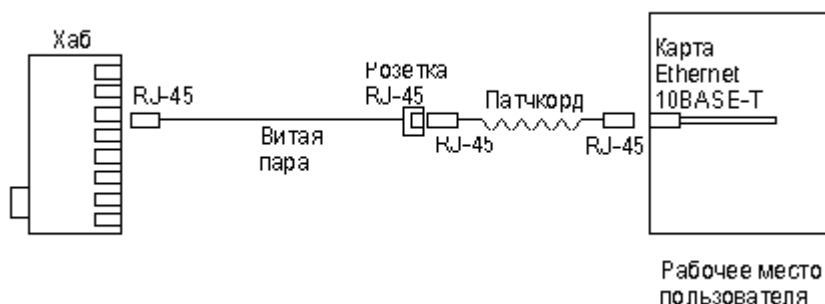 Хаб
RJ-45
Витая
пара
Розетка
RJ-45
RJ-45
Патчкорд
RJ-45
Карта
Ethernet
10BASE-T
Рабочее место
пользователя